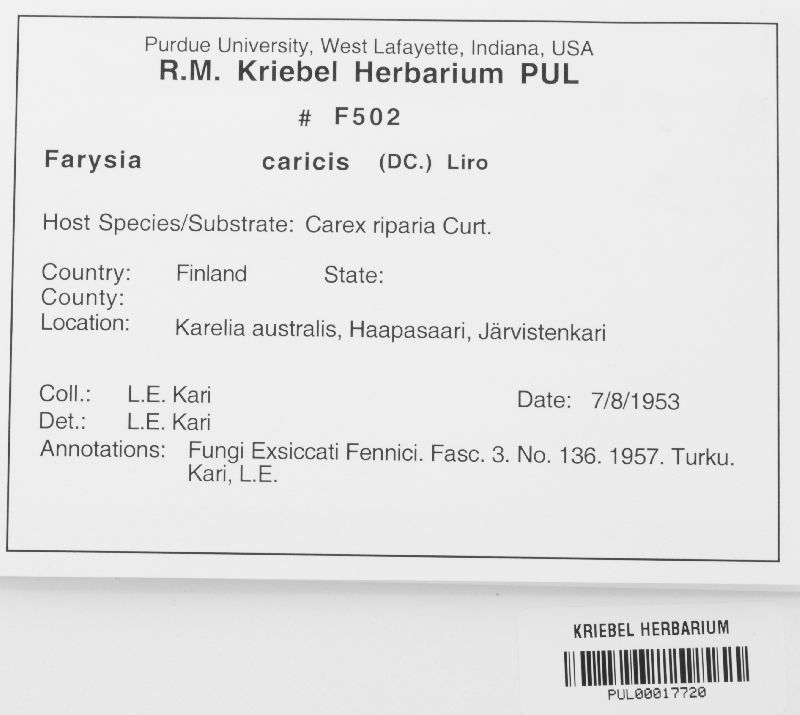 Purdue University, West Lafayette, Indiana, USA
R.M. Kriebel Herbarium PUL
# F502
Farysia caricis (DC.) Liro
Host Species/Substrate: Carex riparia Curt.
Country: Finland State:
County:
Location: Karelia australis, Haapasaari, Järvistenkari
Coll.: L.E. Kari Date: 7/8/1953
Det.: L.E. Kari
Annotations: Fungi Exsiccati Fennici. Fasc. 3. No. 136. 1957. Turku.
Kari, L.E.
KRIEBEL HERBARIUM
PUL00017720